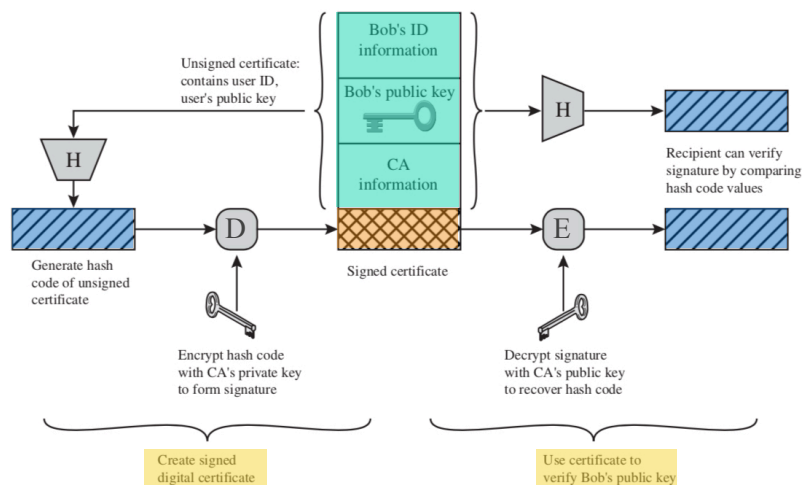 Bob's ID
information
Bob's public key
CA
information
Unsigned certificate:
contains user ID,
user's public key
H
H
Recipient can verify
signature by comparing
hash code values
D
E
Generate hash
code of unsigned
certificate
Signed certificate
Encrypt hash code
with CA's private key
to form signature
Decrypt signature
with CA's public key
to recover hash code
Create signed
digital certificate
Use certificate to
verify Bob's public key